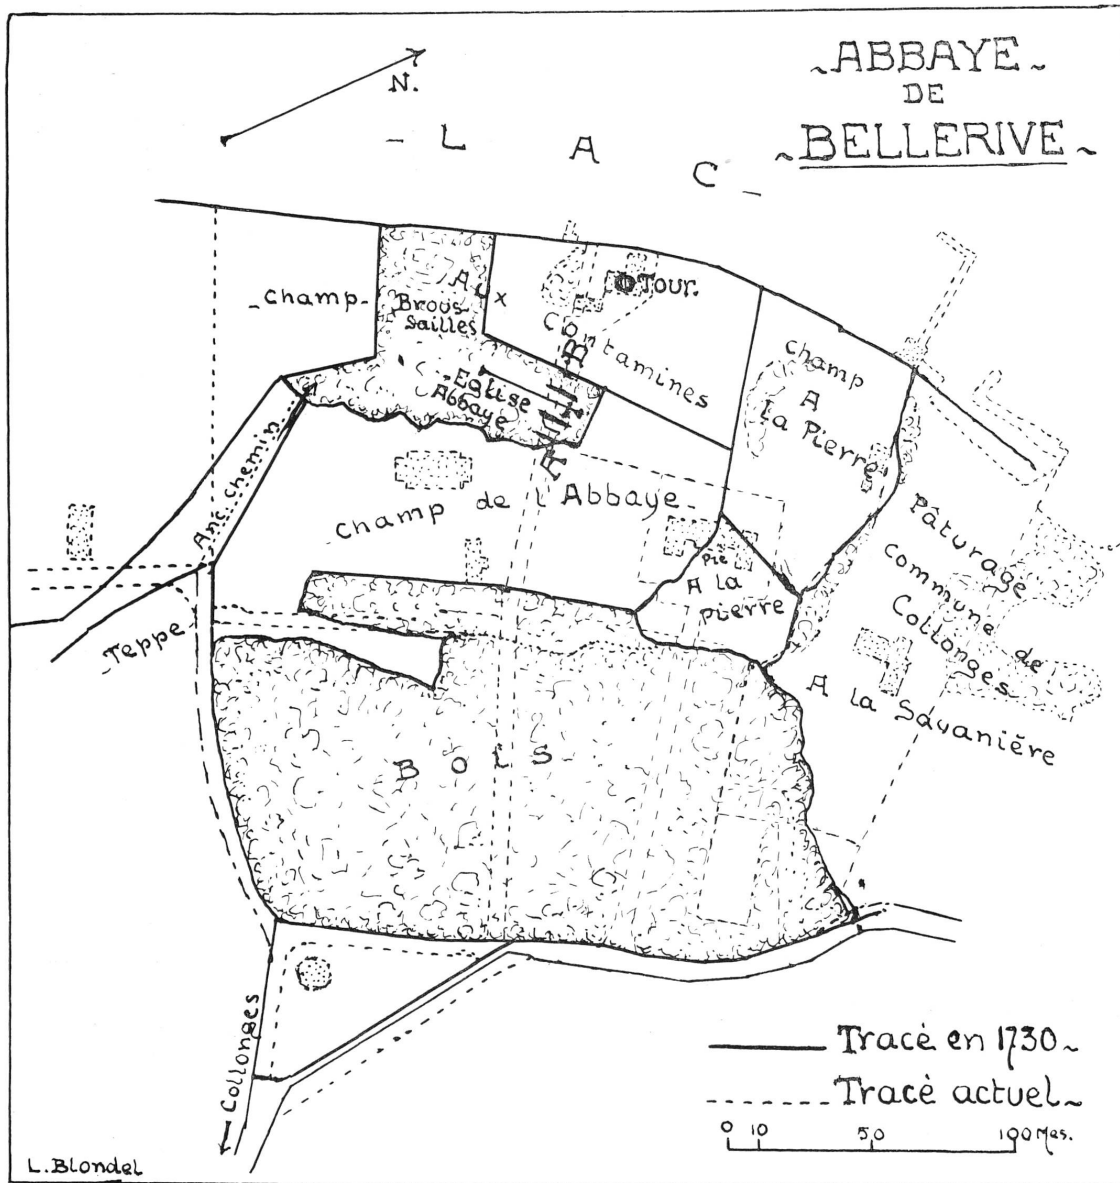 ABBAYE
DE
BELLERIVE
N.
- L A C -
champ
Brous
sailles
Aux
Contamines
Tour.
B
A
Eglise
Abbaye
champ
A
la Pierre
Anc. chemin
champ de l'Abbaye
Pré
A la
pierre
Pâturage
commune de
Collonges
A la Savanière
Teppe
BOIS
Collonges
Tracé en 1730
Tracé actuel
0 10 50 100 Mes.
L. Blondel